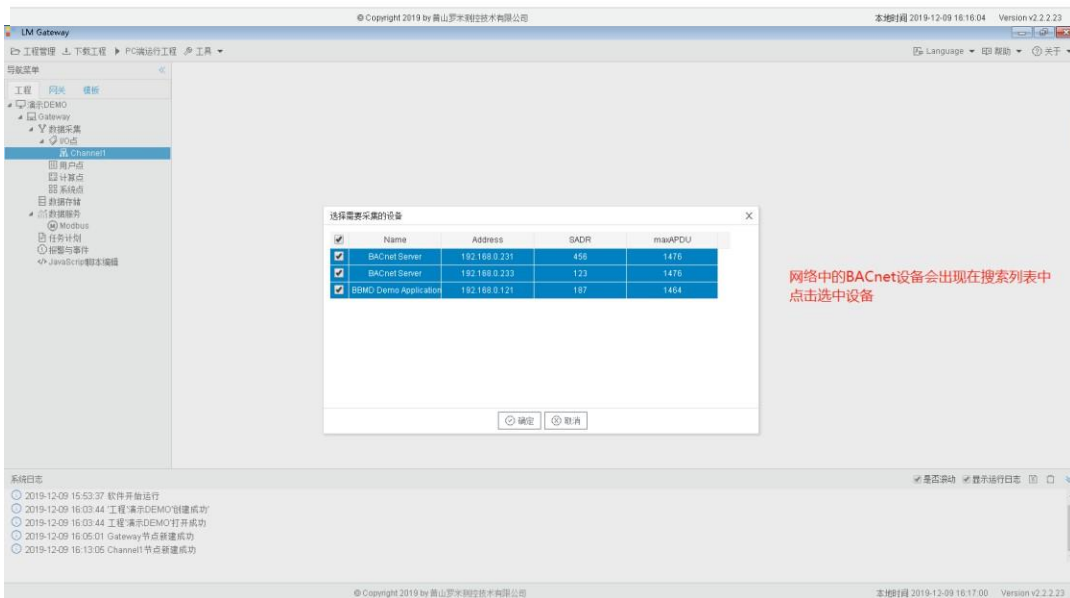 © Copyright 2019 by 黄山罗米测控技术有限公司
本地时间 2019-12-09 16:16:04 Version v2.2.2.23
LM Gateway
工程管理 下载工程 PC端运行工程 工具
Language 帮助 关于
导航菜单
工程 网关 模板
演示DEMO
Gateway
数据采集
I/O点
Channel1
用户点
计算点
系统点
数据存储
数据服务
Modbus
任务计划
报警与事件
JavaScript脚本编辑
选择需要采集的设备 X
Name Address SADR maxAPDU
BACnet Server 192.168.0.231 456 1476
BACnet Server 192.168.0.233 123 1476
BBMD Demo Application 192.168.0.121 187 1464
确定 取消
网络中的BACnet设备会出现在搜索列表中
点击选中设备
系统日志
是否滚动 显示运行日志
2019-12-09 15:53:37 软件开始运行
2019-12-09 16:03:44 '工程'演示DEMO'创建成功'
2019-12-09 16:03:44 工程'演示DEMO'打开成功
2019-12-09 16:05:01 Gateway节点新建成功
2019-12-09 16:13:05 Channel1节点新建成功
© Copyright 2019 by 黄山罗米测控技术有限公司
本地时间 2019-12-09 16:17:00 Version v2.2.2.23